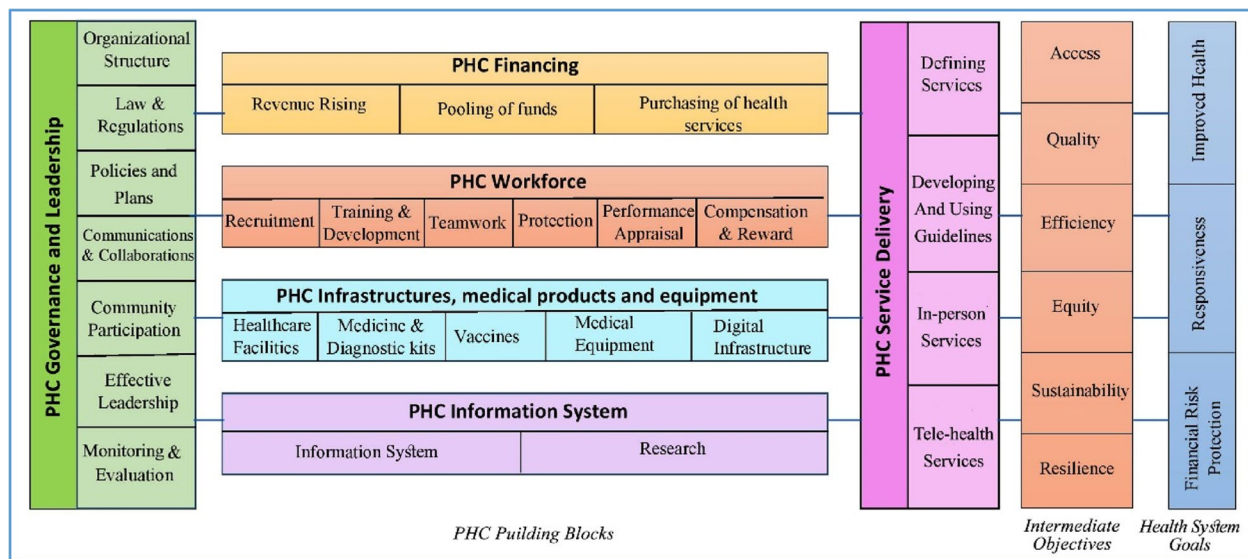 PHC Governance and Leadership
Organizational
Structure
Law &
Regulations
Policies and
Plans
Communications
& Collaborations
Community
Participation
Effective
Leadership
Monitoring &
Evaluation
PHC Financing
Revenue Rising
Pooling of funds
Purchasing of health
services
PHC Workforce
Recruitment
Training &
Development
Teamwork
Protection
Performance
Appraisal
Compensation
& Reward
PHC Infrastructures, medical products and equipment
Healthcare
Facilitics
Medicine &
Diagnostic kits
Vaccines
Medical
Equipment
Digital
Infrastructure
PHC Information System
Information System
Research
PHC Puilding Blocks
PHC Service Delivery
Defining
Services
Developing
And Using
Guidelines
In-person
Services
Tele-health
Services
Access
Quality
Efficiency
Equity
Sustainability
Resilience
Intermediate
Objectives
Improved Health
Responsiveness
Financial Risk
Protection
Health System
Goals